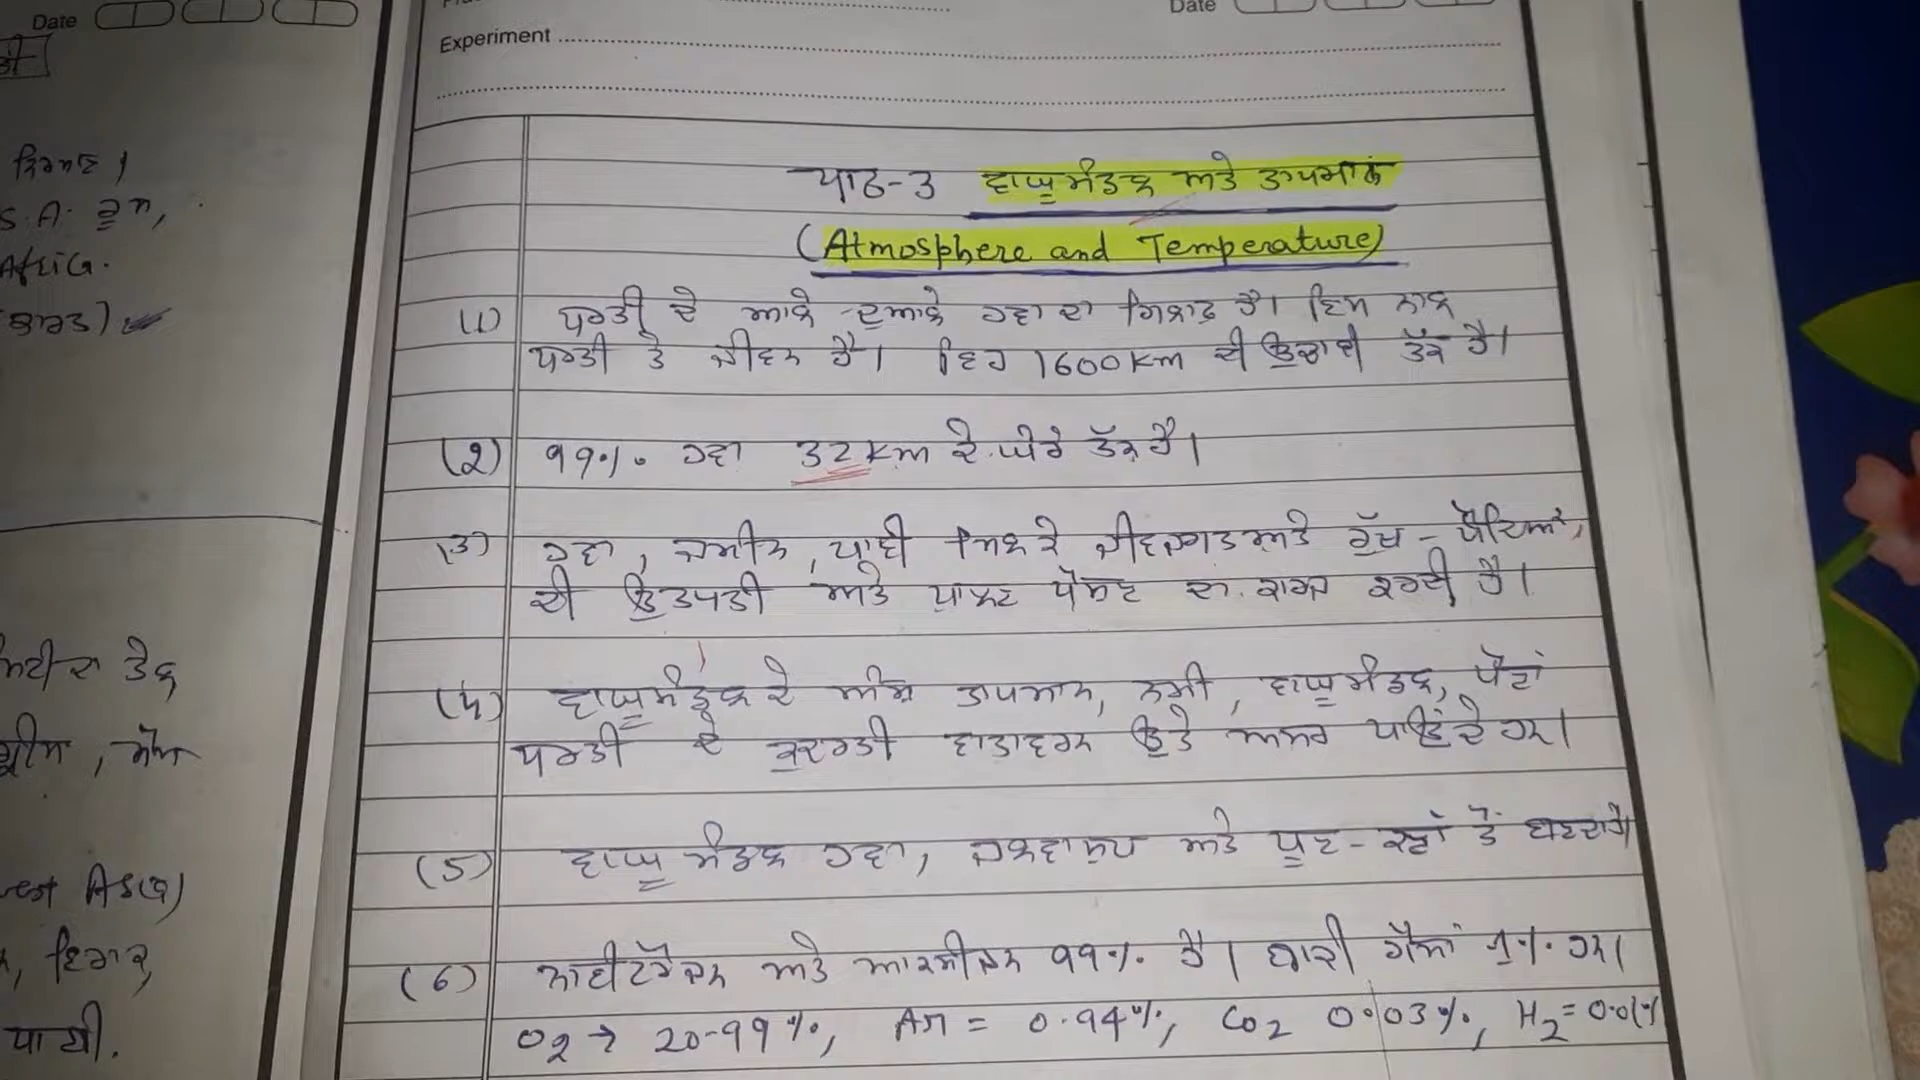 Date
Date
Experiment
S.A.
ਪਾਠ-3 ਵਾਯੂਮੰਡਲ ਅਤੇ ਤਾਪਮਾਨ
(Atmosphere and Temperature)
(1) ਧਰਤੀ ਦੇ ਆਲੇ-ਦੁਆਲੇ ਹਵਾ ਦਾ ਗਿਲਾਫ਼ ਹੈ। ਇਸ ਨਾਲ
ਧਰਤੀ ਤੇ ਜੀਵਨ ਹੈ। ਇਹ 1600 km ਦੀ ਉਚਾਈ ਤੱਕ ਹੈ।
(2) 99% ਹਵਾ 32 km ਦੇ ਘੇਰੇ ਤੱਕ ਹੈ।
(3) ਹਵਾ, ਜ਼ਮੀਨ, ਪਾਣੀ ਮਿਲ ਕੇ ਜੀਵਜਗਤ ਅਤੇ ਰੁੱਖ-ਪੌਦਿਆਂ,
ਦੀ ਉਤਪਤੀ ਅਤੇ ਪਾਲਣ ਪੋਸ਼ਣ ਦਾ ਕਾਰਜ ਕਰਦੀ ਹੈ।
(4) ਵਾਯੂਮੰਡਲ ਦੇ ਅੰਸ਼ ਤਾਪਮਾਨ, ਨਮੀ, ਵਾਯੂਮੰਡਲ, ਪੌਣਾਂ
ਧਰਤੀ ਦੇ ਕੁਦਰਤੀ ਵਾਤਾਵਰਨ ਉਤੇ ਅਸਰ ਪਾਉਂਦੇ ਹਨ।
(5) ਵਾਯੂਮੰਡਲ ਹਵਾ, ਜਲਵਾਸ਼ਪ ਅਤੇ ਧੂੜ-ਕਣਾਂ ਤੋਂ ਬਣਦਾ ਹੈ।
(6) ਨਾਈਟਰੋਜਨ ਅਤੇ ਆਕਸੀਜਨ 99% ਹੈ। ਬਾਕੀ ਗੈਸਾਂ 1% ਹਨ।
O2 → 20-99%, Ar = 0.94%, CO2 0.03%, H2 = 0.01%